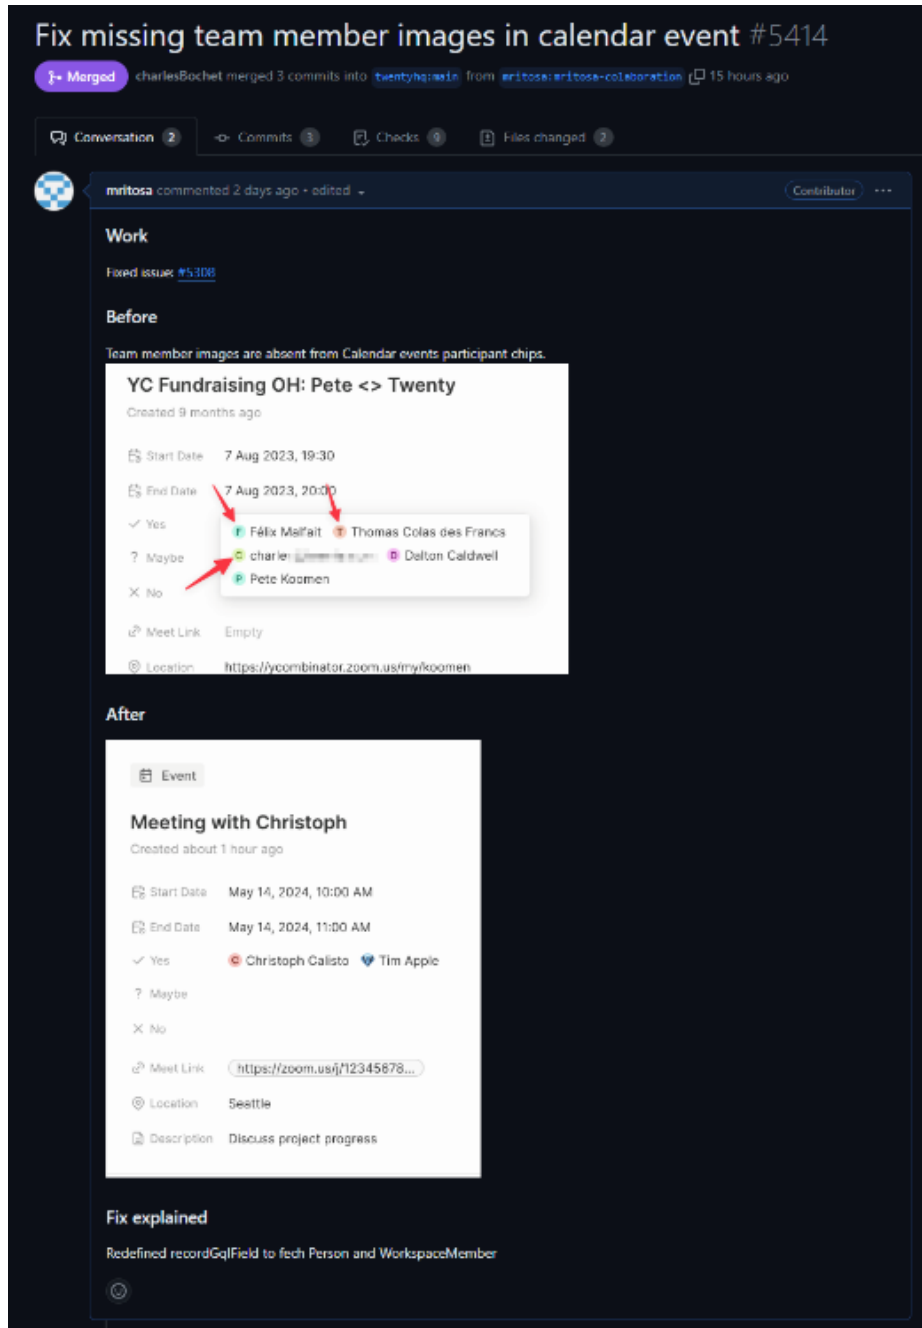 Fix missing team member images in calendar event #5414
Merged charlesBochet merged 3 commits into twentyhq:main from mritosa:mritosa-colaboration 15 hours ago
Conversation 2 Commits 3 Checks 9 Files changed 2
mritosa commented 2 days ago • edited Contributor
Work
Fixed issue: #5308
Before
Team member images are absent from Calendar events participant chips.
YC Fundraising OH: Pete <> Twenty
Created 9 months ago
Start Date 7 Aug 2023, 19:30
End Date 7 Aug 2023, 20:00
Yes F Félix Malfait T Thomas Colas des Francs
? Maybe C charle D Dalton Caldwell
P Pete Koomen
No
Meet Link Empty
Location https://ycombinator.zoom.us/my/koomen
After
Event
Meeting with Christoph
Created about 1 hour ago
Start Date May 14, 2024, 10:00 AM
End Date May 14, 2024, 11:00 AM
Yes C Christoph Calisto Tim Apple
? Maybe
No
Meet Link https://zoom.us/j/12345678...
Location Seattle
Description Discuss project progress
Fix explained
Redefined recordGqlField to fech Person and WorkspaceMember